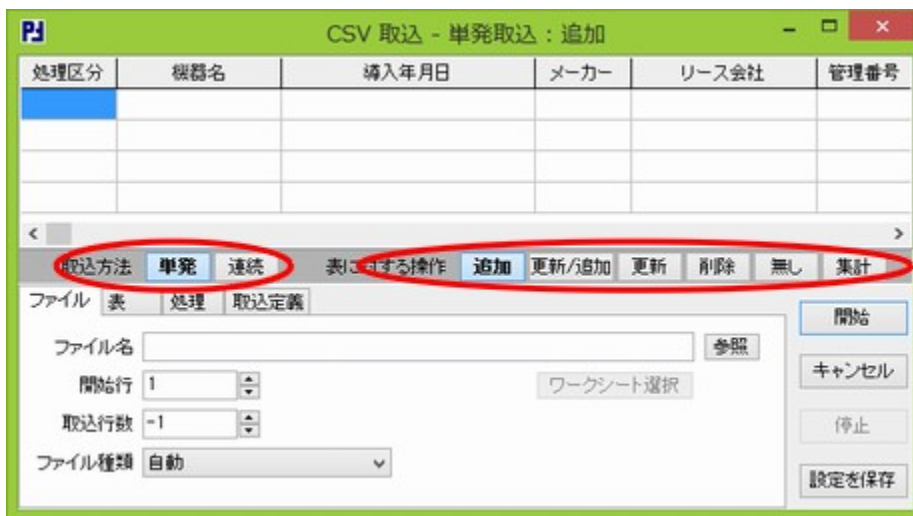 CSV 取込 - 単発取込 : 追加
処理区分 機器名 導入年月日 メーカー リース会社 管理番号
取込方法 単発 連続 表に対する操作 追加 更新/追加 更新 削除 無し 集計
ファイル 表 処理 取込定義
開始
ファイル名 参照
キャンセル
開始行 1 ワークシート選択
取込行数 -1
停止
ファイル種類 自動
設定を保存